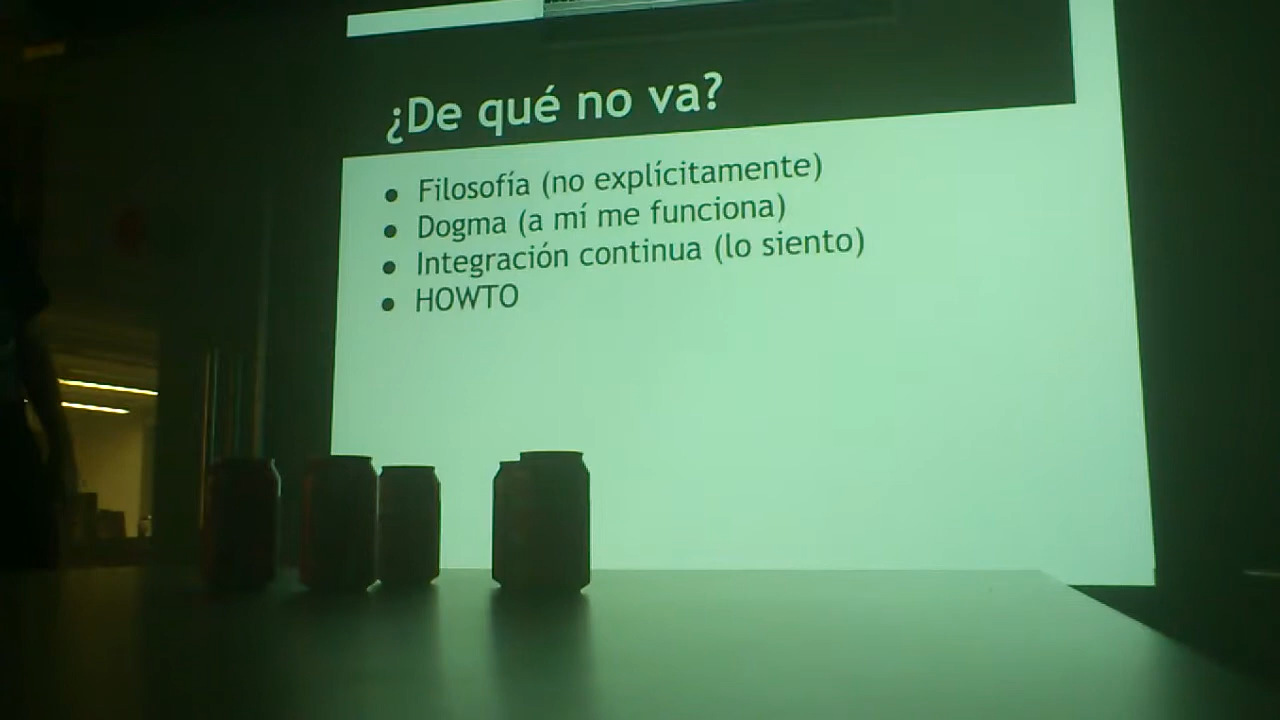 ¿De qué no va?
● Filosofía (no explícitamente)
● Dogma (a mí me funciona)
● Integración continua (lo siento)
● HOWTO